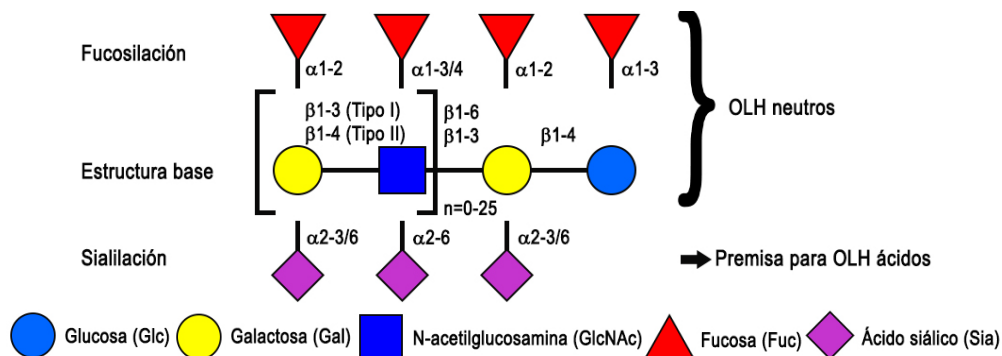 Fucosilación
α1-2
α1-3/4
α1-2
α1-3
OLH neutros
β1-3 (Tipo I)
β1-4 (Tipo II)
β1-6
β1-3
β1-4
Estructura base
n=0-25
Sialilación
α2-3/6
α2-6
α2-3/6
Premisa para OLH ácidos
Glucosa (Glc)
Galactosa (Gal)
N-acetilglucosamina (GlcNAc)
Fucosa (Fuc)
Ácido siálico (Sia)